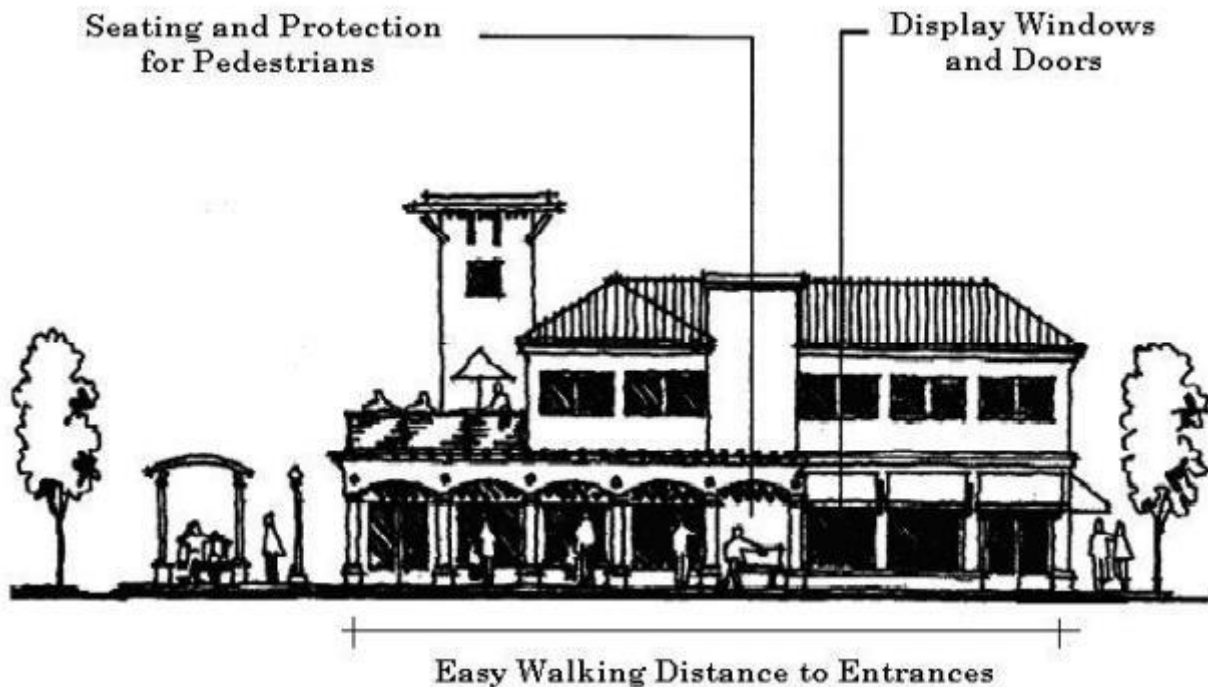 Seating and Protection
for Pedestrians
Display Windows
and Doors
Easy Walking Distance to Entrances